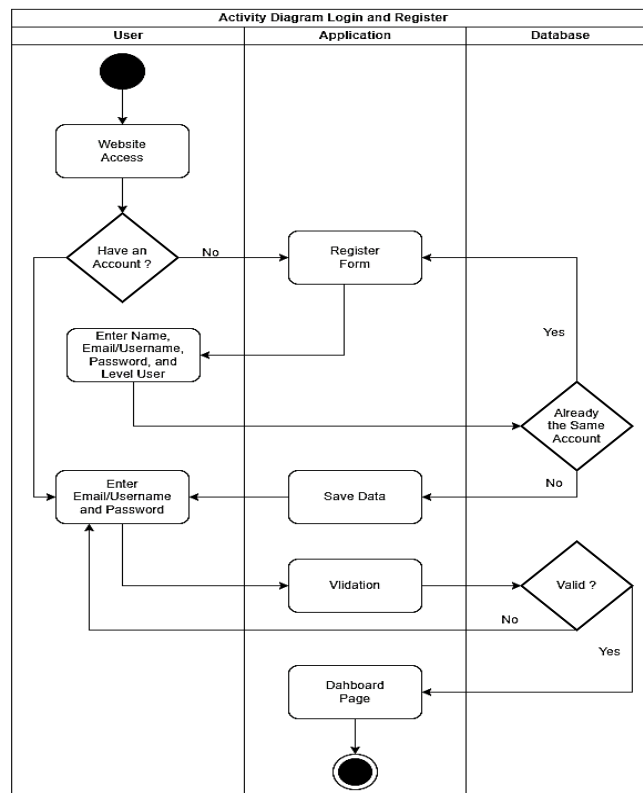 Activity Diagram Login and Register
User
Application
Database
Website
Access
Have an
Account ?
No
Register
Form
Yes
Enter Name,
Email/Username,
Password, and
Level User
Already
the Same
Account
No
Enter
Email/Username
and Password
Save Data
Vlidation
Valid ?
No
Yes
Dahboard
Page